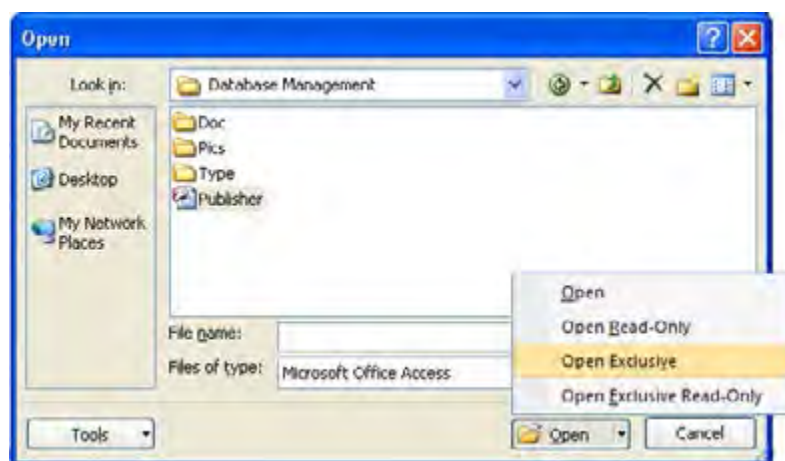 Open
Look in:
Database Management
My Recent
Documents
Desktop
My Network
Places
Doc
Pics
Type
Publisher
File name:
Files of type:
Microsoft Office Access
Open
Open Read-Only
Open Exclusive
Open Exclusive Read-Only
Tools
Open
Cancel